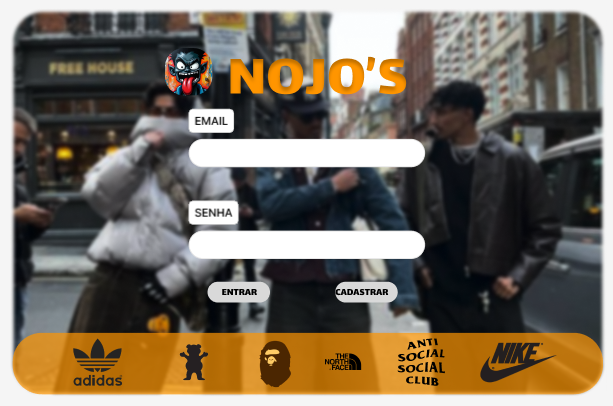 FREE HOUSE
NOJO'S
EMAIL
SENHA
ENTRAR
CADASTRAR
adidas
THE
NORTH
FACE
ANTI
SOCIAL
SOCIAL
CLUB
NIKE